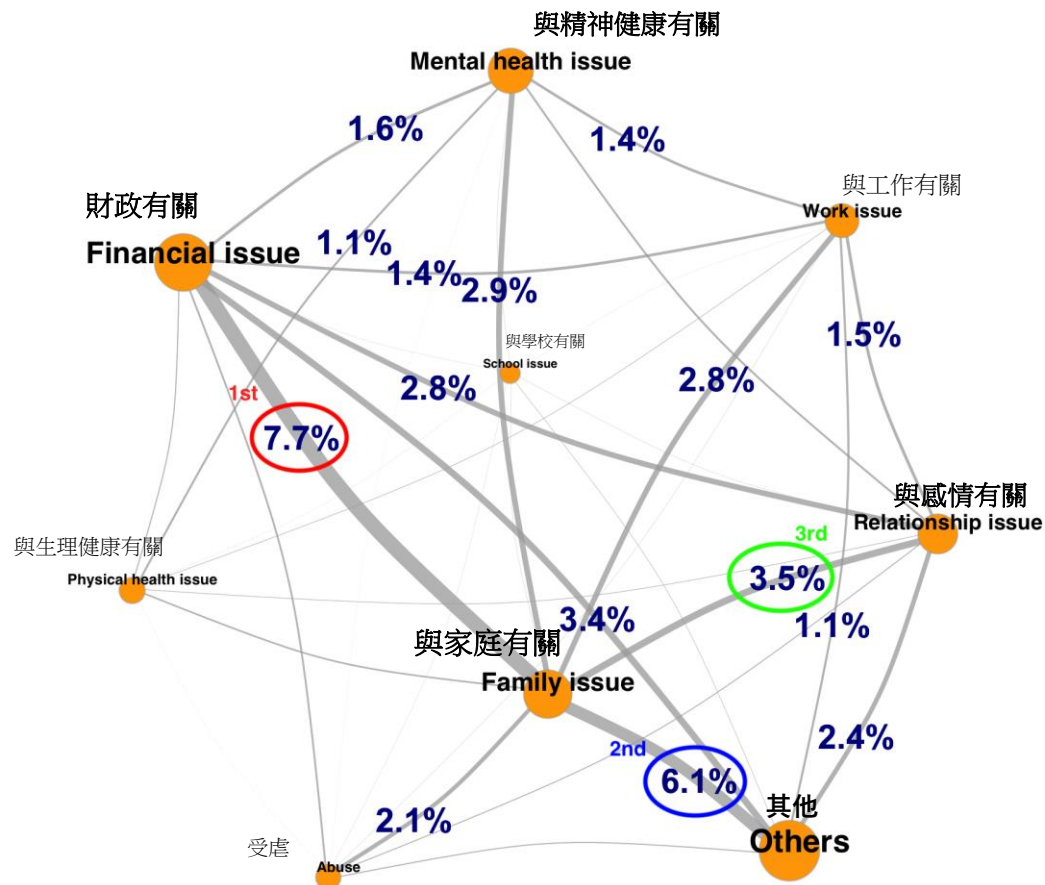 與精神健康有關
Mental health issue
1.6%
1.4%
與工作有關
Work issue
財政有關
Financial issue
1.1%
1.4%
2.9%
與學校有關
School issue
1.5%
2.8%
2.8%
1st
7.7%
與感情有關
Relationship issue
3rd
3.5%
與生理健康有關
Physical health issue
3.4%
1.1%
與家庭有關
Family issue
2nd
6.1%
2.4%
2.1%
其他
Others
受虐
Abuse